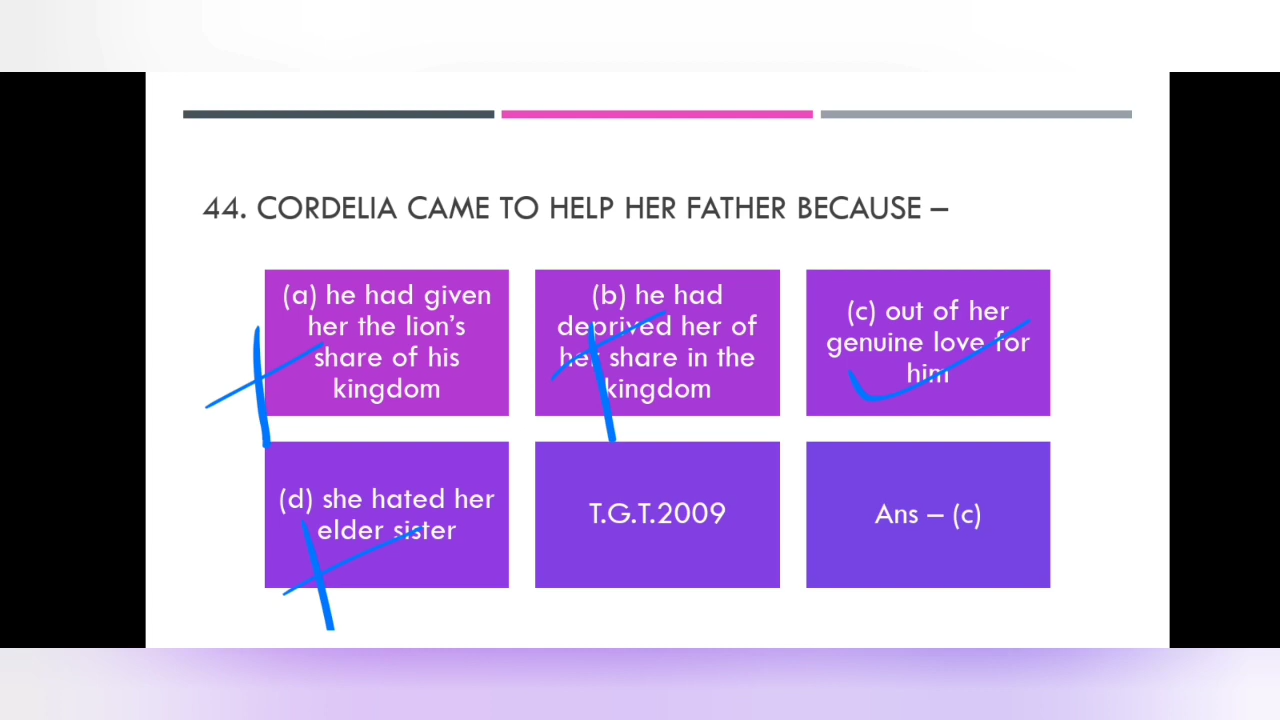 44. CORDELIA CAME TO HELP HER FATHER BECAUSE –
(a) he had given
her the lion's
share of his
kingdom
(b) he had
deprived her of
her share in the
kingdom
(c) out of her
genuine love for
him
(d) she hated her
elder sister
T.G.T.2009
Ans – (c)